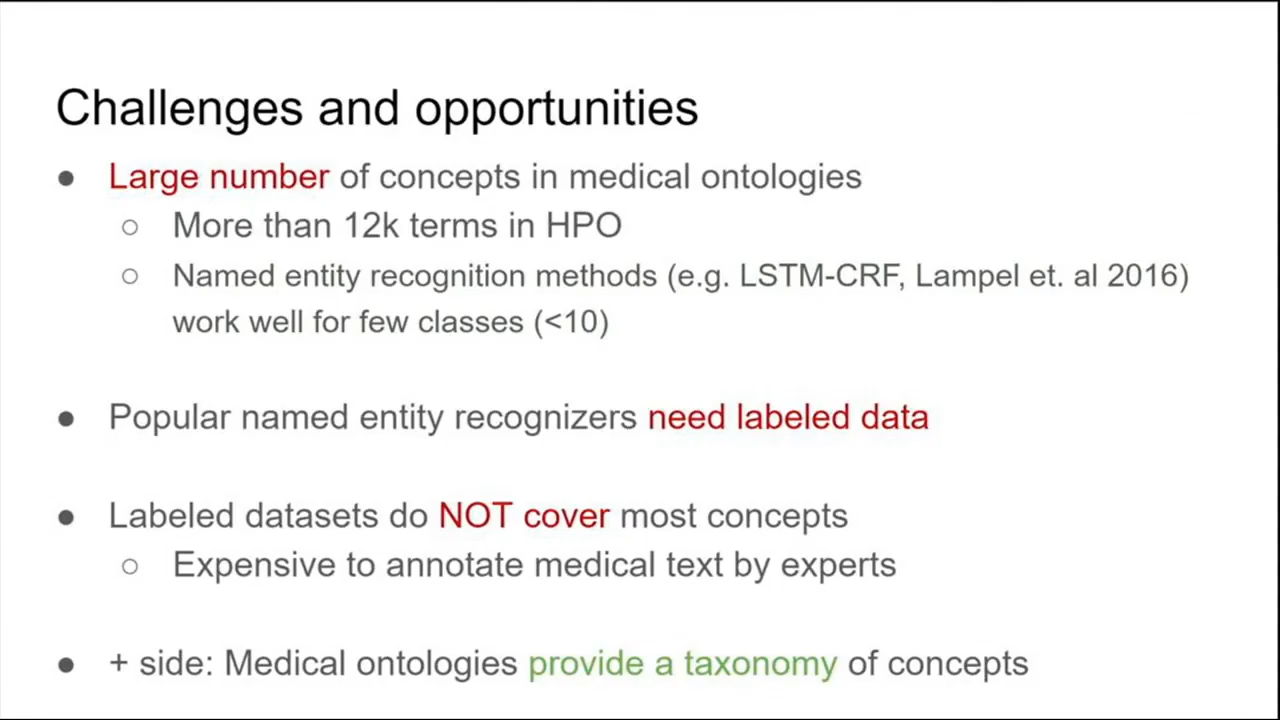 Challenges and opportunities
● Large number of concepts in medical ontologies
○ More than 12k terms in HPO
○ Named entity recognition methods (e.g. LSTM-CRF, Lampel et. al 2016)
work well for few classes (<10)
● Popular named entity recognizers need labeled data
● Labeled datasets do NOT cover most concepts
○ Expensive to annotate medical text by experts
● + side: Medical ontologies provide a taxonomy of concepts